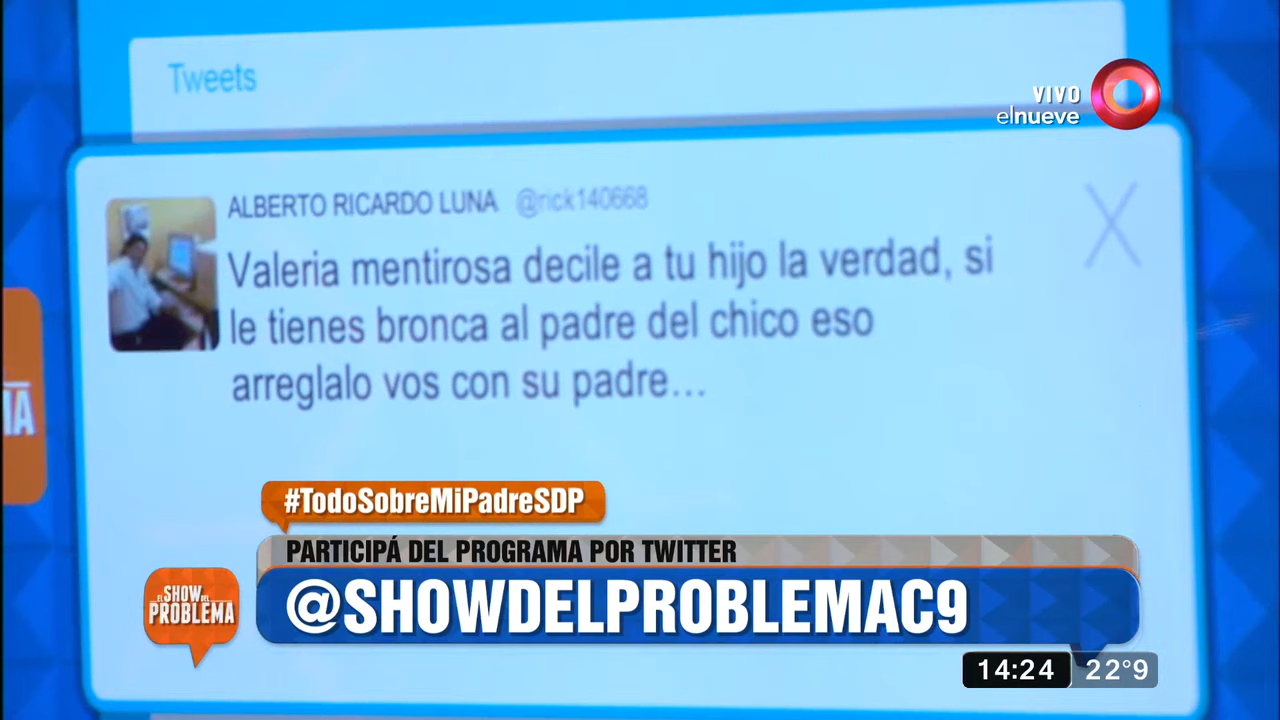 Tweets
VIVO
elnueve
ALBERTO RICARDO LUNA @rick140668
Valeria mentirosa decile a tu hijo la verdad, si
le tienes bronca al padre del chico eso
arreglalo vos con su padre...
#TodoSobreMiPadreSDP
PARTICIPÁ DEL PROGRAMA POR TWITTER
@SHOWDELPROBLEMAC9
EL SHOW DEL
PROBLEMA
14:24 22°9